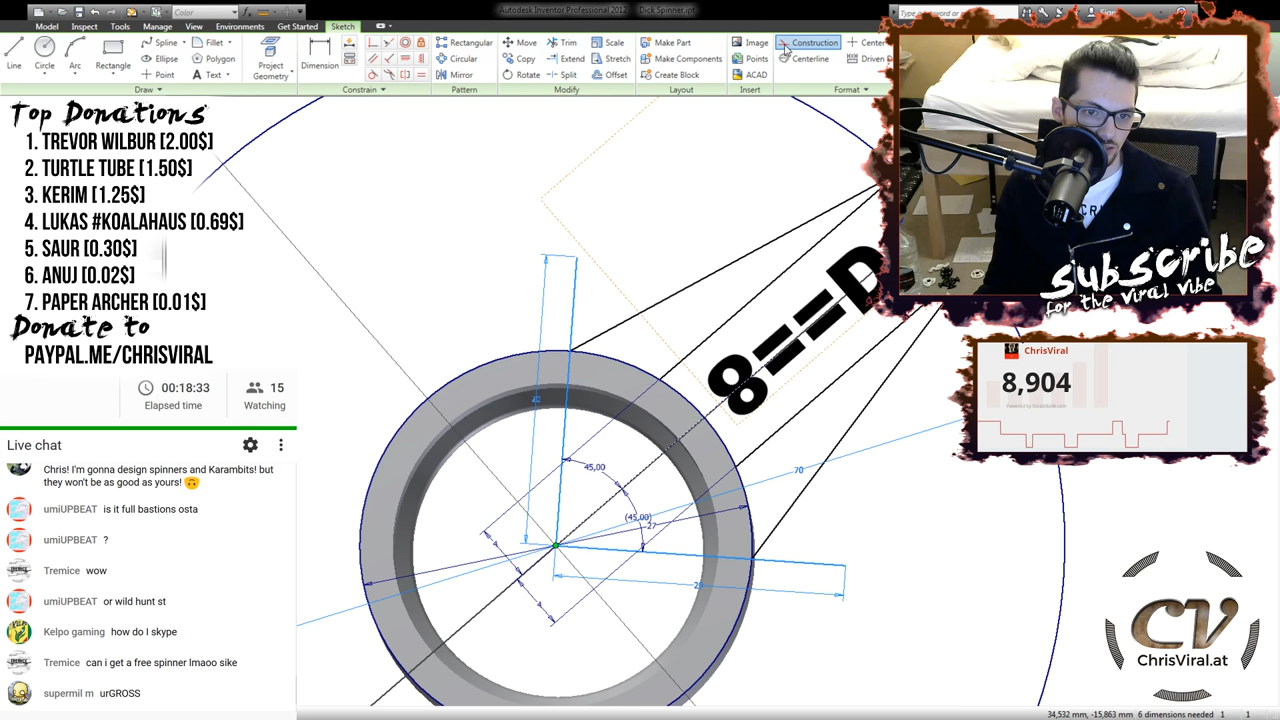 Autodesk Inventor Professional 2012 Dick Spinner.ipt
Color
Model Inspect Tools Manage View Environments Get Started Sketch
Line Circle Arc Rectangle
Spline Fillet
Ellipse Polygon
Point Text
Project Geometry
Dimension
Rectangular
Circular
Mirror
Move Trim Scale
Copy Extend Stretch
Rotate Split Offset
Make Part
Make Components
Create Block
Image
Points
ACAD
Construction
Centerline
Driven D
Draw Constrain Pattern Modify Layout Insert Format
Top Donations
1. TREVOR WILBUR [2.00$]
2. TURTLE TUBE [1.50$]
3. KERIM [1.25$]
4. LUKAS #KOALAHAUS [0.69$]
5. SAUR [0.30$]
6. ANUJ [0.02$]
7. PAPER ARCHER [0.01$]
Donate to
PAYPAL.ME/CHRISVIRAL
00:18:33
Elapsed time
15
Watching
Live chat
Chris! I'm gonna design spinners and Karambits! but
they won't be as good as yours!
umiUPBEAT is it full bastions osta
umiUPBEAT ?
Tremice wow
umiUPBEAT or wild hunt st
Kelpo gaming how do I skype
Tremice can i get a free spinner lmaoo sike
supermil m urGROSS
8==D
45,00
(45,00)
27
70
subscribe
for the viral vibe
ChrisViral
8,904
CV
ChrisViral.at
34,532 mm, -15,863 mm 6 dimensions needed 1 1